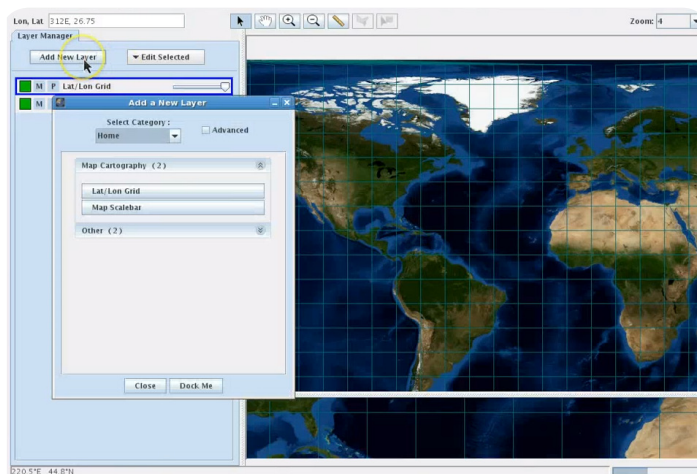 Lon, Lat 312E, 26.75 Zoom: 4
Layer Manager
Add New Layer Edit Selected
M P Lat/Lon Grid
M
Add a New Layer
Select Category :
Home Advanced
Map Cartography (2)
Lat/Lon Grid
Map Scalebar
Other (2)
Close Dock Me
220.5°E 44.8°N